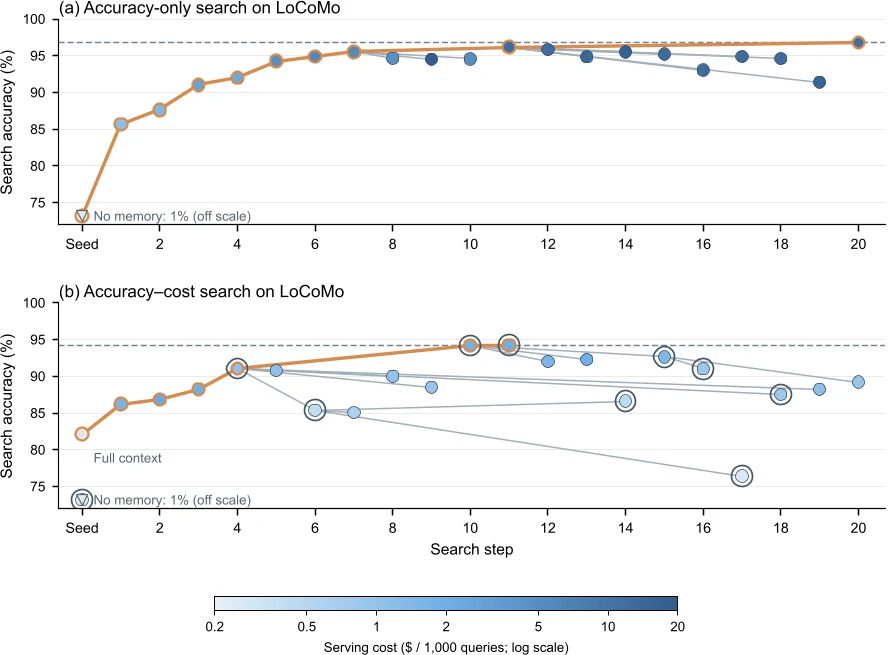 (a) Accuracy-only search on LoCoMo
Search accuracy (%)
100
95
90
85
80
75
No memory: 1% (off scale)
Seed 2 4 6 8 10 12 14 16 18 20
(b) Accuracy–cost search on LoCoMo
Search accuracy (%)
100
95
90
85
80
75
Full context
No memory: 1% (off scale)
Seed 2 4 6 8 10 12 14 16 18 20
Search step
0.2 0.5 1 2 5 10 20
Serving cost ($ / 1,000 queries; log scale)